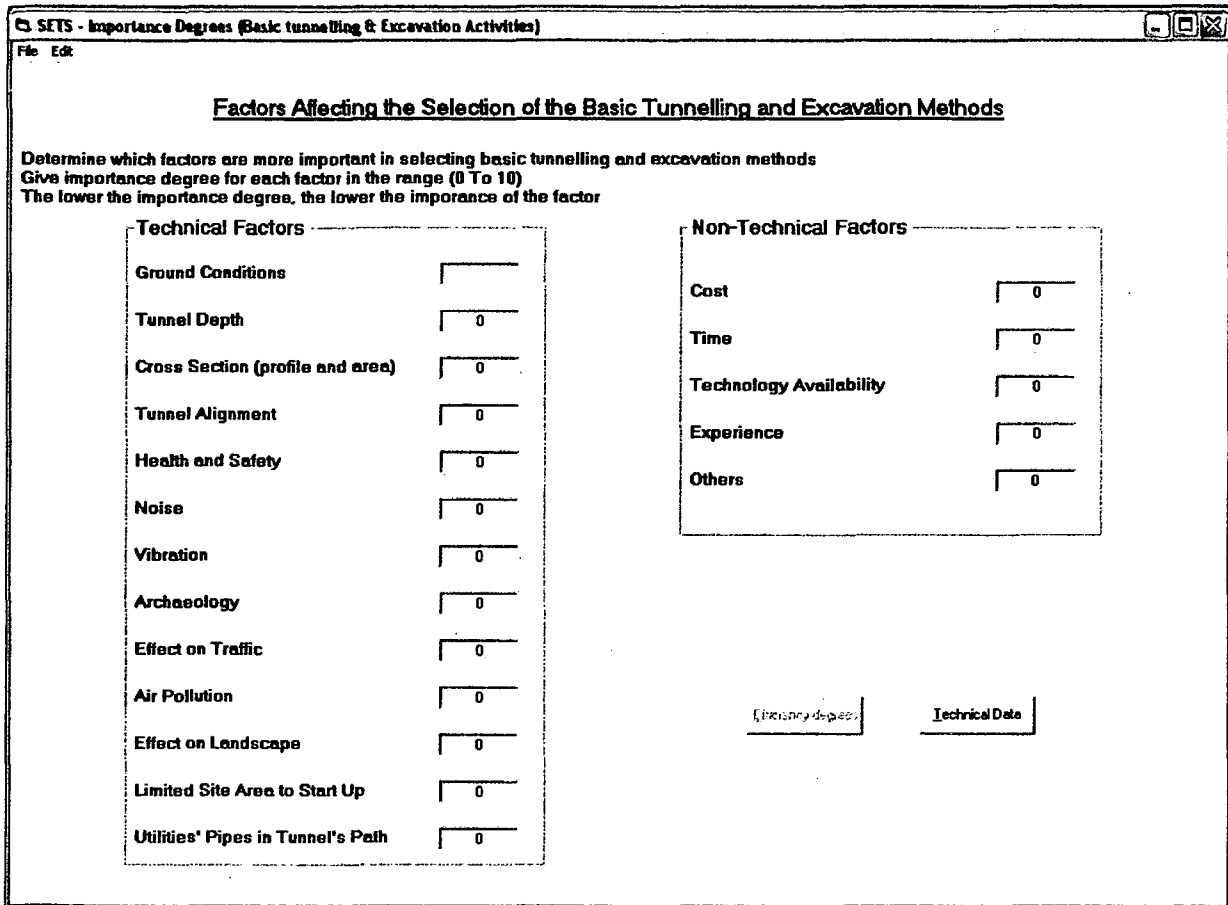 SETS - Importance Degrees (Basic tunnelling & Excavation Activities)
File Edit
Factors Affecting the Selection of the Basic Tunnelling and Excavation Methods
Determine which factors are more important in selecting basic tunnelling and excavation methods
Give importance degree for each factor in the range (0 To 10)
The lower the importance degree, the lower the imporance of the factor
Technical Factors
Ground Conditions
Tunnel Depth 0
Cross Section (profile and area) 0
Tunnel Alignment 0
Health and Safety 0
Noise 0
Vibration 0
Archaeology 0
Effect on Traffic 0
Air Pollution 0
Effect on Landscape 0
Limited Site Area to Start Up 0
Utilities' Pipes in Tunnel's Path 0
Non-Technical Factors
Cost 0
Time 0
Technology Availability 0
Experience 0
Others 0
degrees
Technical Data